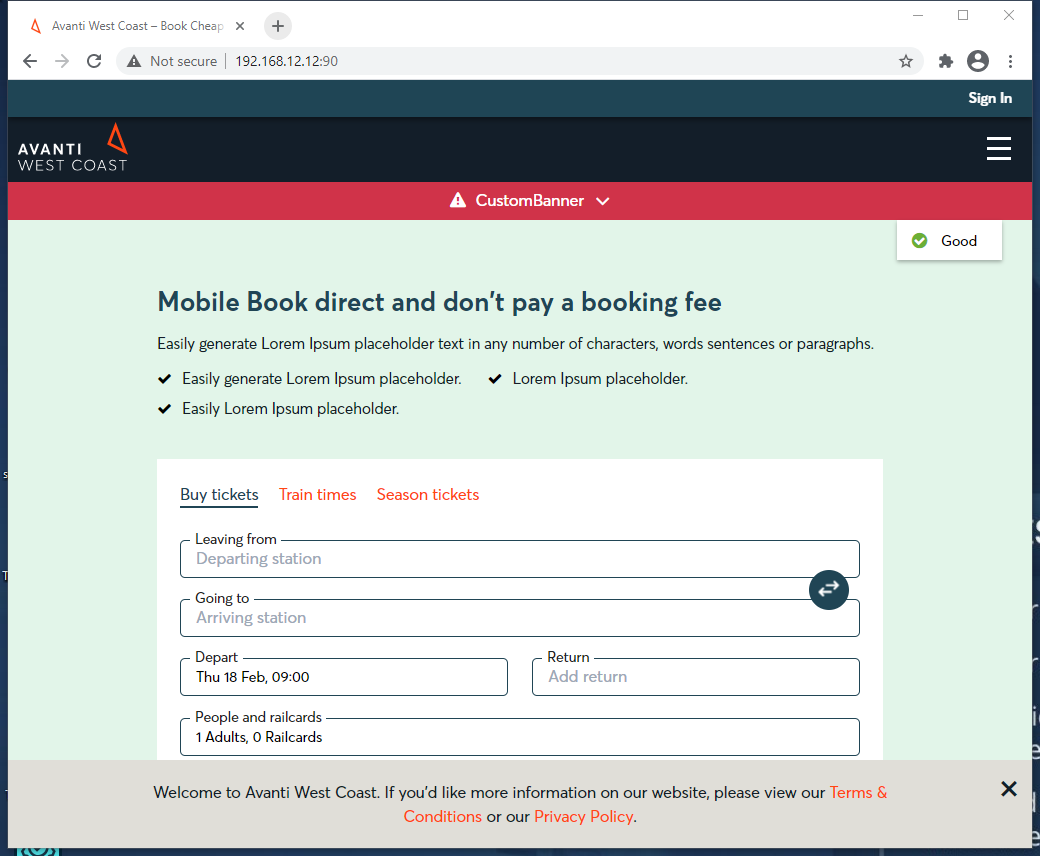 Avanti West Coast – Book Cheap
Not secure
192.168.12.12:90
Sign In
AVANTI
WEST COAST
CustomBanner
Good
Mobile Book direct and don't pay a booking fee
Easily generate Lorem Ipsum placeholder text in any number of characters, words sentences or paragraphs.
Easily generate Lorem Ipsum placeholder. Lorem Ipsum placeholder.
Easily Lorem Ipsum placeholder.
Buy tickets Train times Season tickets
Leaving from
Departing station
Going to
Arriving station
Depart Return
Thu 18 Feb, 09:00 Add return
People and railcards
1 Adults, 0 Railcards
Welcome to Avanti West Coast. If you'd like more information on our website, please view our Terms &
Conditions or our Privacy Policy.